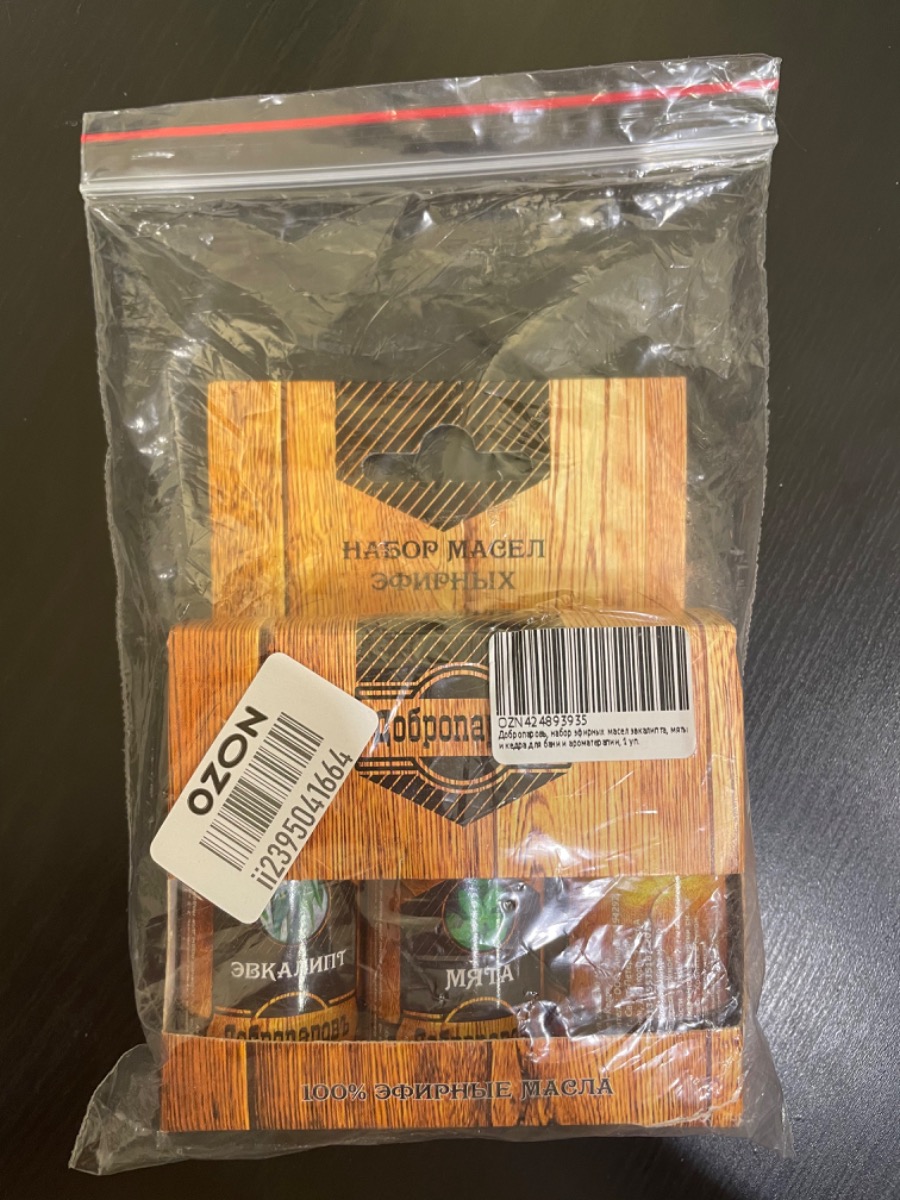 НАБОР МАСЕЛ
ЭФИРНЫХ
OZN424893935
Добропаровъ, набор эфирных масел эвкалипта, мяты
и кедра для бани и ароматерапии, 1 уп.
OZON
ii2395041664
ЭВКАЛИПТ
МЯТА
Добропаровъ
100% ЭФИРНЫЕ МАСЛА